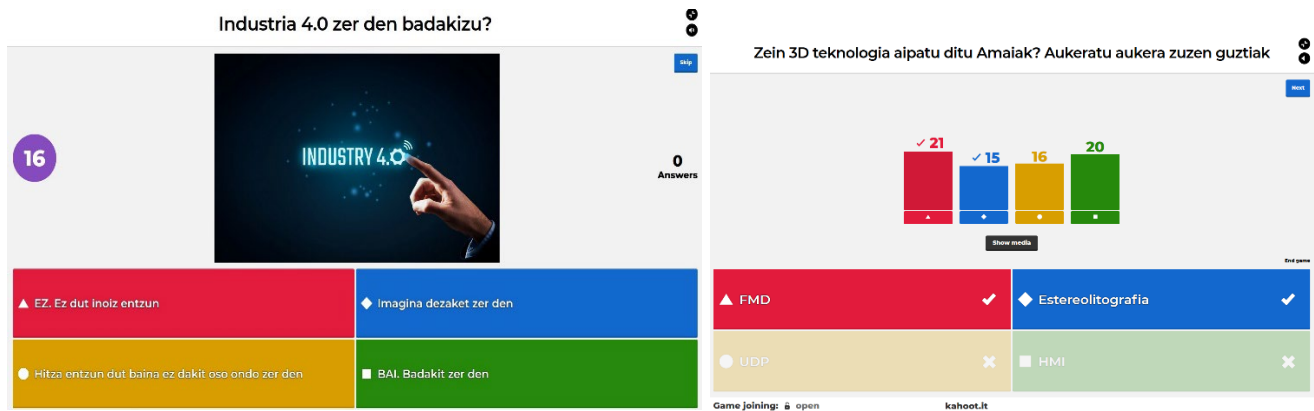 Industria 4.0 zer den badakizu?
Skip
16
INDUSTRY 4.0
0
Answers
EZ. Ez dut inoiz entzun
Imagina dezaket zer den
Hitza entzun dut baina ez dakit oso ondo zer den
BAI. Badakit zer den
Zein 3D teknologia aipatu ditu Amaiak? Aukeratu aukera zuzen guztiak
Next
21
15
16
20
Show media
End game
FMD
Estereolitografia
UDP
HMI
Game joining: open
kahoot.it